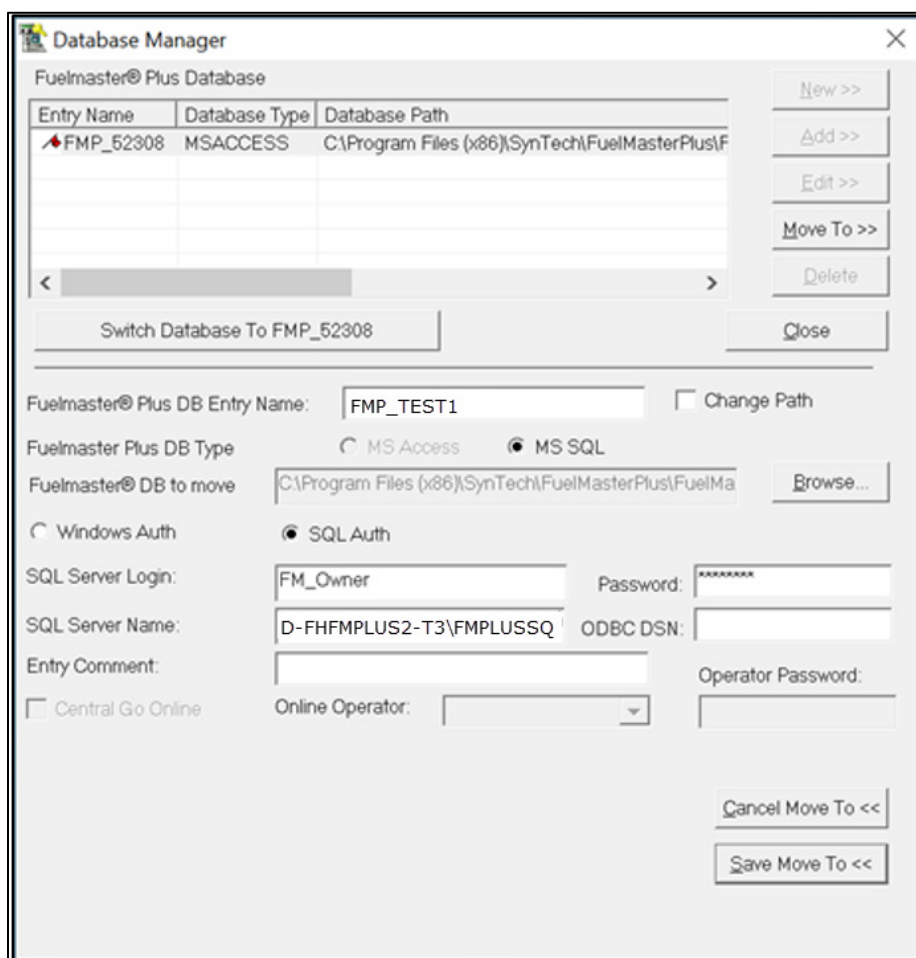 Database Manager
Fuelmaster® Plus Database
New >>
Entry Name Database Type Database Path
FMP_52308 MSACCESS C:\Program Files (x86)\SynTech\FuelMasterPlus\F
Add >>
Edit >>
Move To >>
Delete
Switch Database To FMP_52308 Close
Fuelmaster® Plus DB Entry Name: FMP_TEST1 Change Path
Fuelmaster Plus DB Type MS Access MS SQL
Fuelmaster® DB to move C:\Program Files (x86)\SynTech\FuelMasterPlus\FuelMa Browse...
Windows Auth SQL Auth
SQL Server Login: FM_Owner Password: ********
SQL Server Name: D-FHFMPLUS2-T3\FMPLUSSQ ODBC DSN:
Entry Comment: Operator Password:
Central Go Online Online Operator:
Cancel Move To <<
Save Move To <<